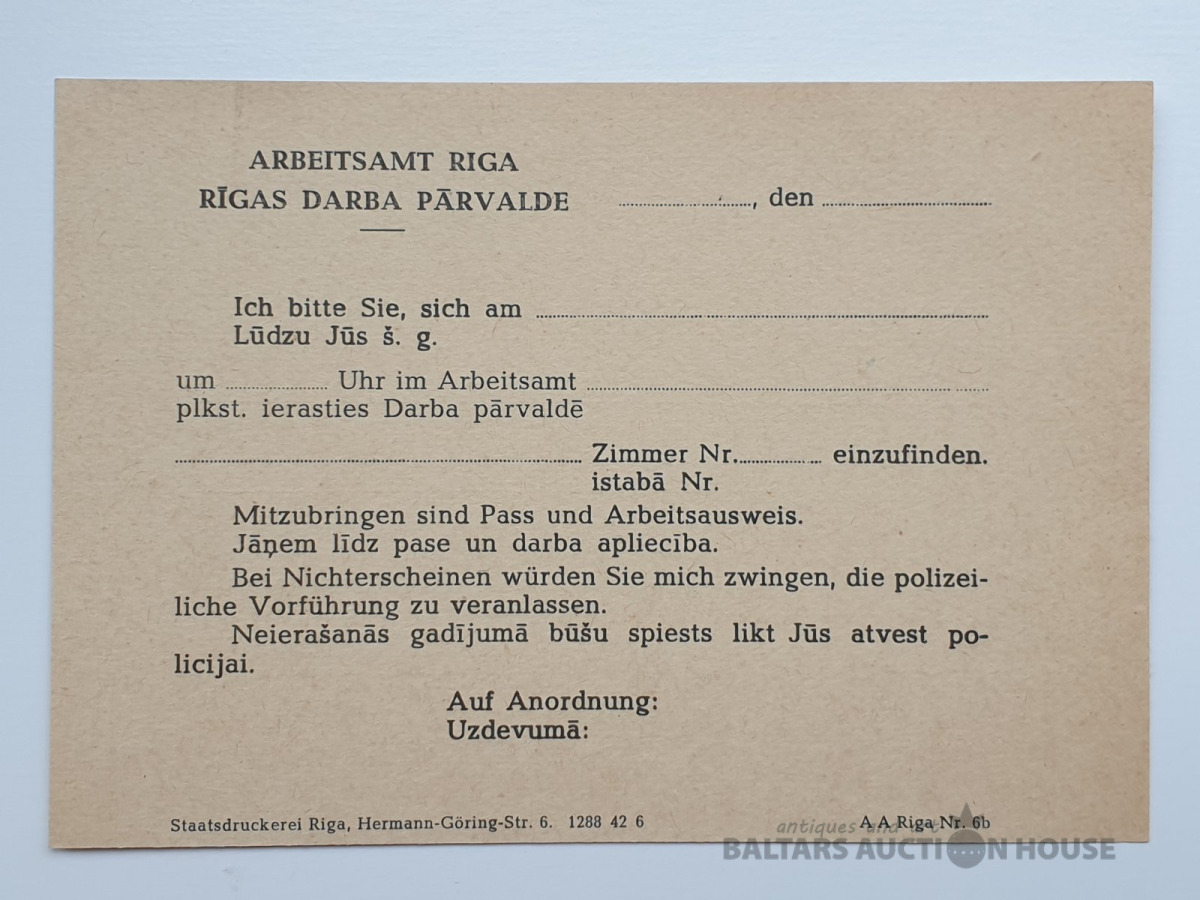 ARBEITSAMT RIGA
RĪGAS DARBA PĀRVALDE
...................., den ....................
Ich bitte Sie, sich am ....................
Lūdzu Jūs š. g.
um .................... Uhr im Arbeitsamt ....................
plkst. ierasties Darba pārvaldē
.................... Zimmer Nr. .................... einzufinden.
istabā Nr.
Mitzubringen sind Pass und Arbeitsausweis.
Jāņem līdz pase un darba apliecība.
Bei Nichterscheinen würden Sie mich zwingen, die polizei-
liche Vorführung zu veranlassen.
Neierašanās gadījumā būšu spiests likt Jūs atvest po-
licijai.
Auf Anordnung:
Uzdevumā:
Staatsdruckerei Riga, Hermann-Göring-Str. 6. 1288 42 6
A A Riga Nr. 6b
antiques and art
BALTARS AUCTION HOUSE